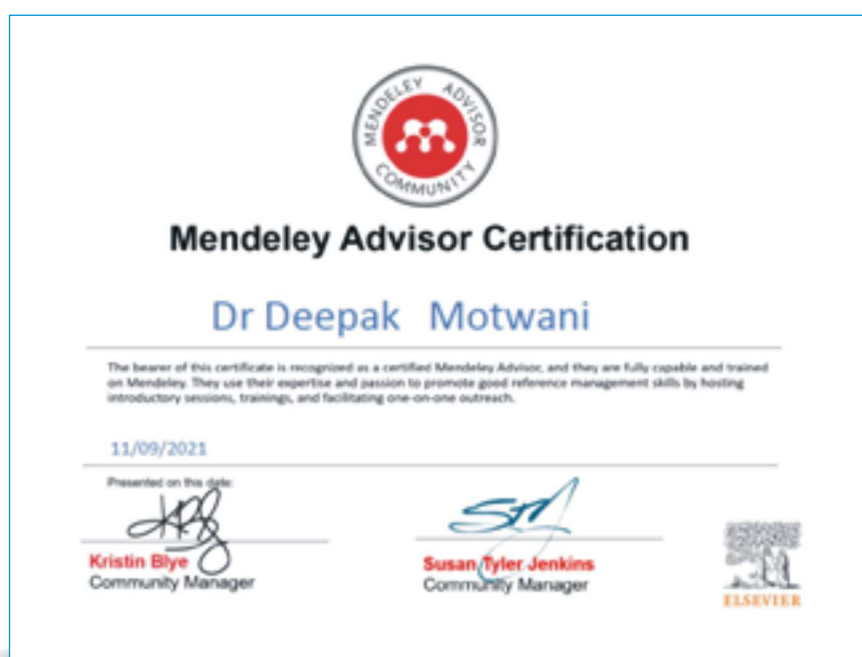 MENDELEY ADVISOR COMMUNITY
Mendeley Advisor Certification
Dr Deepak Motwani
The bearer of this certificate is recognized as a certified Mendeley Advisor, and they are fully capable and trained
on Mendeley. They use their expertise and passion to promote good reference management skills by hosting
introductory sessions, trainings, and facilitating one-on-one outreach.
11/09/2021
Presented on this date:
Kristin Blye
Community Manager
Susan Tyler Jenkins
Community Manager
ELSEVIER